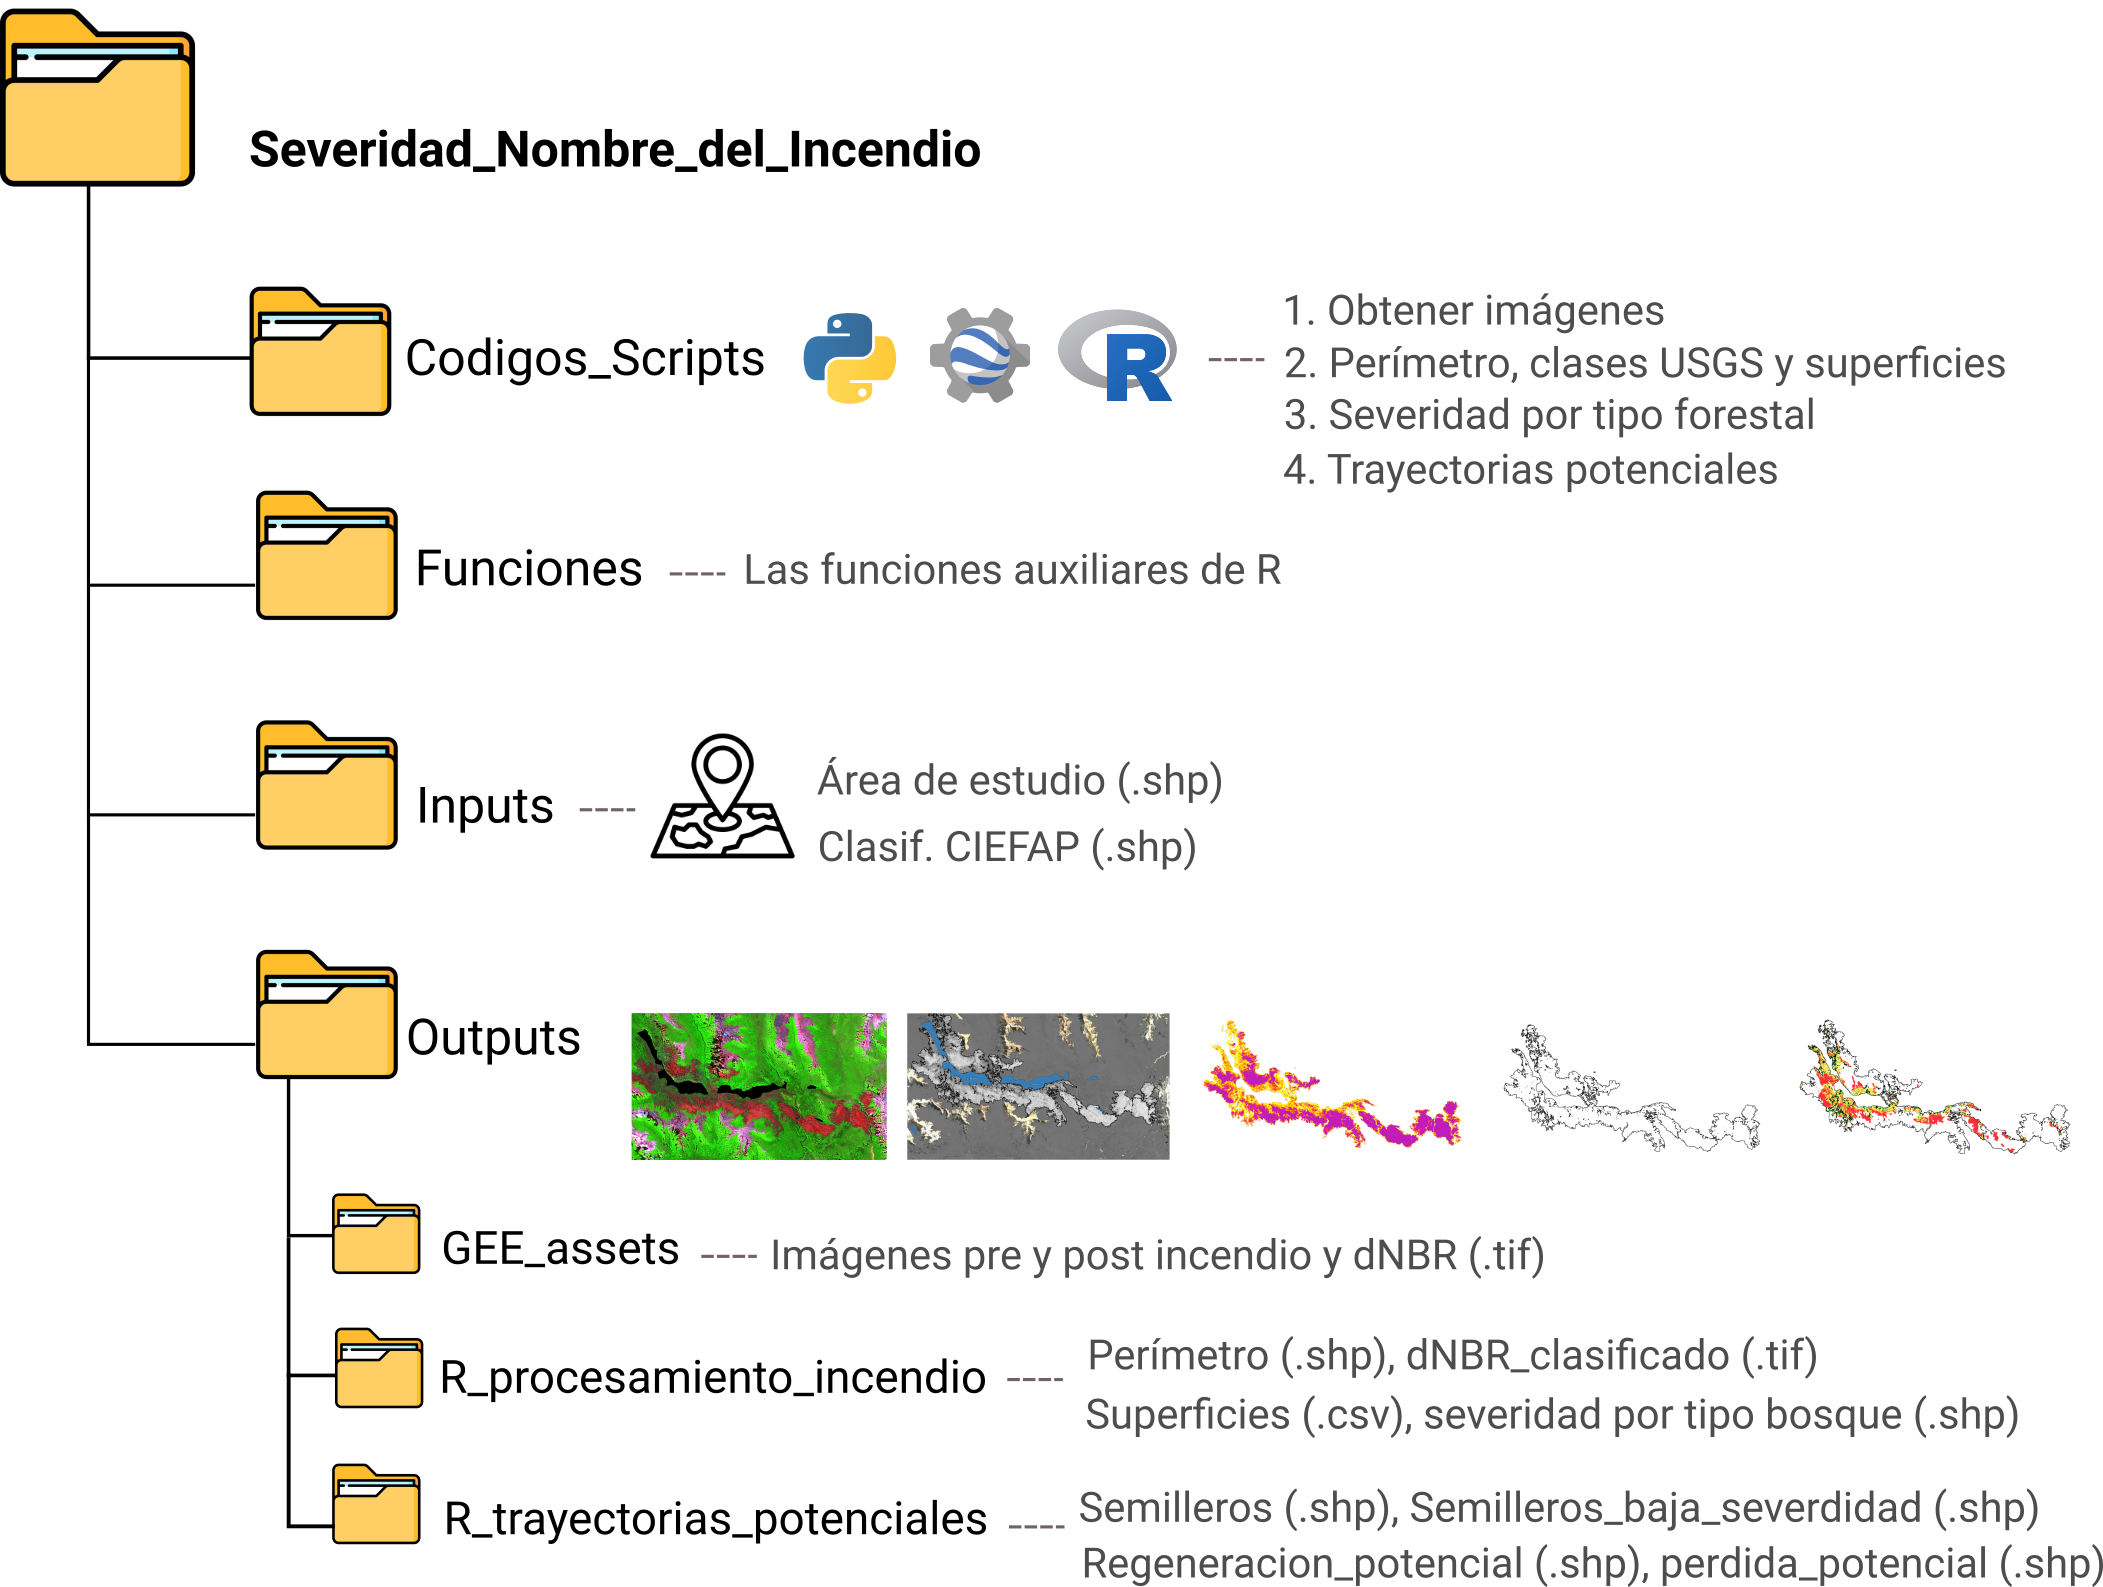 Severidad_Nombre_del_Incendio
Codigos_Scripts
R
1. Obtener imágenes
2. Perímetro, clases USGS y superficies
3. Severidad por tipo forestal
4. Trayectorias potenciales
Funciones ---- Las funciones auxiliares de R
Inputs ----
Área de estudio (.shp)
Clasif. CIEFAP (.shp)
Outputs
GEE_assets ---- Imágenes pre y post incendio y dNBR (.tif)
R_procesamiento_incendio ----
Perímetro (.shp), dNBR_clasificado (.tif)
Superficies (.csv), severidad por tipo bosque (.shp)
R_trayectorias_potenciales ----
Semilleros (.shp), Semilleros_baja_severdidad (.shp)
Regeneracion_potencial (.shp), perdida_potencial (.shp)